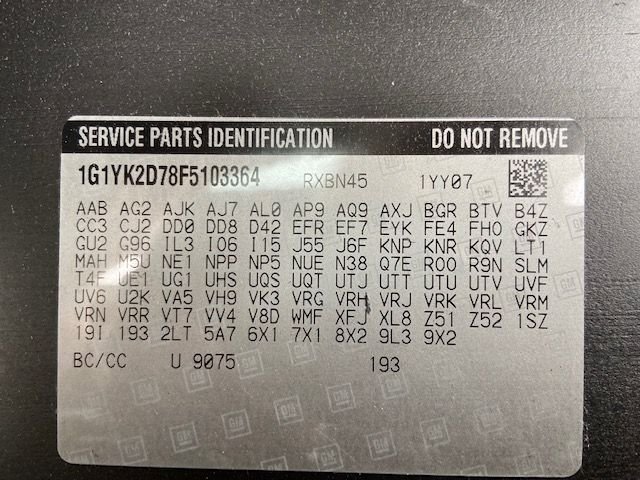 SERVICE PARTS IDENTIFICATION DO NOT REMOVE
1G1YK2D78F5103364 RXBN45 1YY07
AAB AG2 AJK AJ7 AL0 AP9 AQ9 AXJ BGR BTV B4Z
CC3 CJ2 DD0 DD8 D42 EFR EF7 EYK FE4 FHO GKZ
GU2 G96 IL3 I06 I15 J55 J6F KNP KNR KQV LT1
MAH M5U NE1 NPP NP5 NUE N38 Q7E R00 R9N SLM
T4F UE1 UG1 UHS UQS UQT UTJ UTT UTU UTV UVF
UV6 U2K VA5 VH9 VK3 VRG VRH VRJ VRK VRL VRM
VRN VRR VT7 VV4 V8D WMF XFJ XL8 Z51 Z52 1SZ
19I 193 2LT 5A7 6X1 7X1 8X2 9L3 9X2
BC/CC U 9075 193